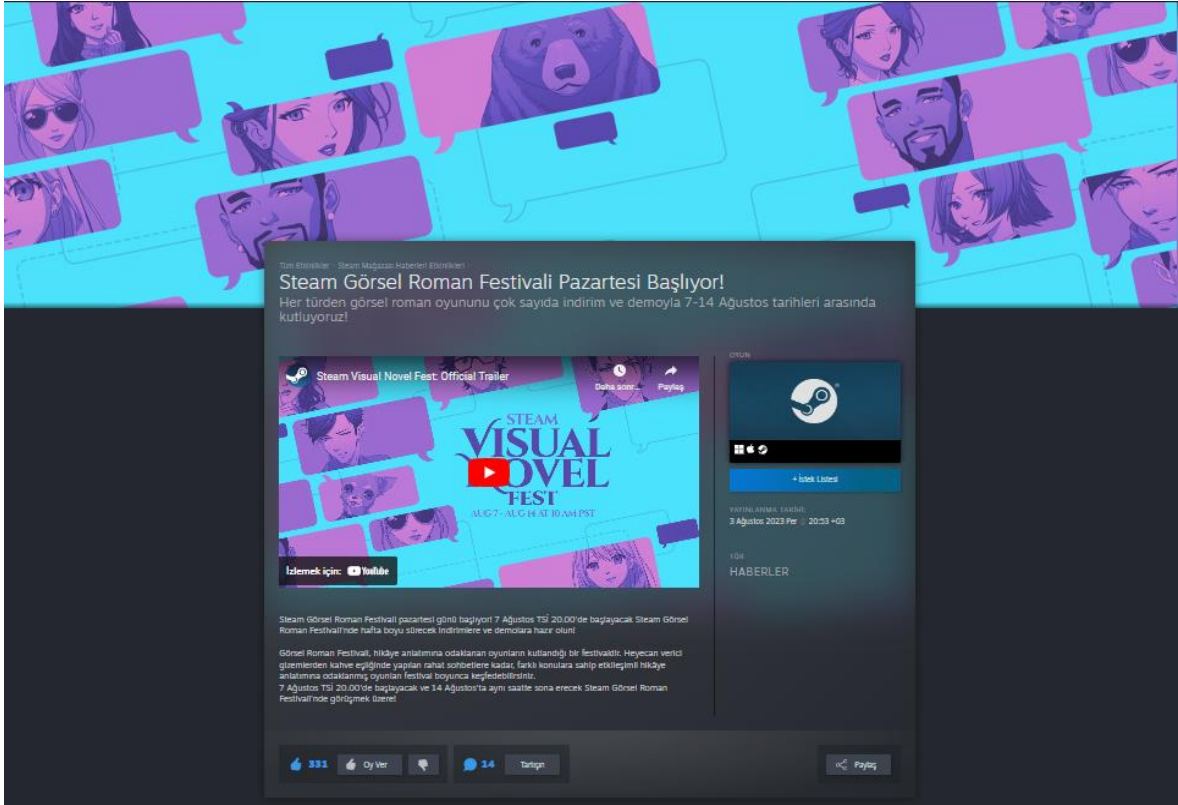 Tüm Etkinlikler · Steam Mağazası Haberleri Etkinlikleri ·
Steam Görsel Roman Festivali Pazartesi Başlıyor!
Her türden görsel roman oyununu çok sayıda indirim ve demoyla 7-14 Ağustos tarihleri arasında
kutluyoruz!
Steam Visual Novel Fest: Official Trailer
Daha sonr...
Paylaş
STEAM
VISUAL
NOVEL
FEST
AUG 7 - AUG 14 AT 10 AM PST
İzlemek için: YouTube
OYUN
+ İstek Listesi
YAYINLANMA TARİHİ:
3 Ağustos 2023 Per 20:53 +03
TÜR
HABERLER
Steam Görsel Roman Festivali pazartesi günü başlıyor! 7 Ağustos TSİ 20.00'de başlayacak Steam Görsel
Roman Festivali'nde hafta boyu sürecek indirimlere ve demolara hazır olun!
Görsel Roman Festivali, hikâye anlatımına odaklanan oyunların kutlandığı bir festivaldir. Heyecan verici
gizemlerden kahve eşliğinde yapılan rahat sohbetlere kadar, farklı konulara sahip etkileşimli hikâye
anlatımına odaklanmış oyunları festival boyunca keşfedebilirsiniz.
7 Ağustos TSİ 20.00'de başlayacak ve 14 Ağustos'ta aynı saatte sona erecek Steam Görsel Roman
Festivali'nde görüşmek üzere!
331
Oy Ver
14
Tartışın
Paylaş